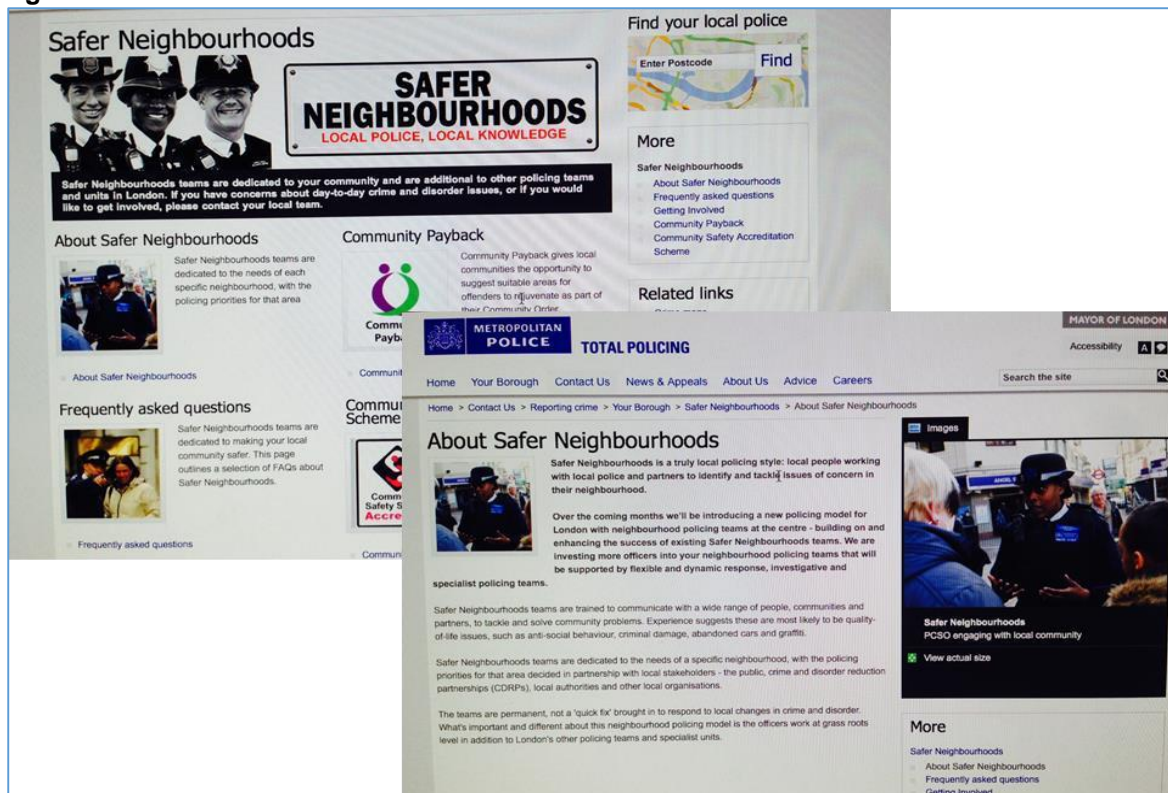 Safer Neighbourhoods
SAFER
NEIGHBOURHOODS
LOCAL POLICE, LOCAL KNOWLEDGE
Safer Neighbourhoods teams are dedicated to your community and are additional to other policing teams
and units in London. If you have concerns about day-to-day crime and disorder issues, or if you would
like to get involved, please contact your local team.
Find your local police
Enter Postcode
Find
More
Safer Neighbourhoods
About Safer Neighbourhoods
Frequently asked questions
Getting Involved
Community Payback
Community Safety Accreditation
Scheme
Related links
About Safer Neighbourhoods
Safer Neighbourhoods teams are
dedicated to the needs of each
specific neighbourhood, with the
policing priorities for that area
About Safer Neighbourhoods
Community Payback
Community Payback gives local
communities the opportunity to
suggest suitable areas for
offenders to rejuvenate as part of
their Community Order
Commu
Payb
Communi
Frequently asked questions
Safer Neighbourhoods teams are
dedicated to making your local
community safer. This page
outlines a selection of FAQs about
Safer Neighbourhoods.
Frequently asked questions
Commu
Scheme
Comm
Safety S
Accre
Commun
METROPOLITAN
POLICE
TOTAL POLICING
MAYOR OF LONDON
Accessibility A
Home Your Borough Contact Us News & Appeals About Us Advice Careers
Search the site
Home > Contact Us > Reporting crime > Your Borough > Safer Neighbourhoods > About Safer Neighbourhoods
About Safer Neighbourhoods
Safer Neighbourhoods is a truly local policing style: local people working
with local police and partners to identify and tackle issues of concern in
their neighbourhood.
Over the coming months we'll be introducing a new policing model for
London with neighbourhood policing teams at the centre - building on and
enhancing the success of existing Safer Neighbourhoods teams. We are
investing more officers into your neighbourhood policing teams that will
be supported by flexible and dynamic response, investigative and
specialist policing teams.
Safer Neighbourhoods teams are trained to communicate with a wide range of people, communities and
partners, to tackle and solve community problems. Experience suggests these are most likely to be quality-
of-life issues, such as anti-social behaviour, criminal damage, abandoned cars and graffiti.
Safer Neighbourhoods teams are dedicated to the needs of a specific neighbourhood, with the policing
priorities for that area decided in partnership with local stakeholders - the public, crime and disorder reduction
partnerships (CDRPs), local authorities and other local organisations.
The teams are permanent, not a 'quick fix' brought in to respond to local changes in crime and disorder.
What's important and different about this neighbourhood policing model is the officers work at grass roots
level in addition to London's other policing teams and specialist units.
Images
Safer Neighbourhoods
PCSO engaging with local community
View actual size
More
Safer Neighbourhoods
About Safer Neighbourhoods
Frequently asked questions
Getting Involved